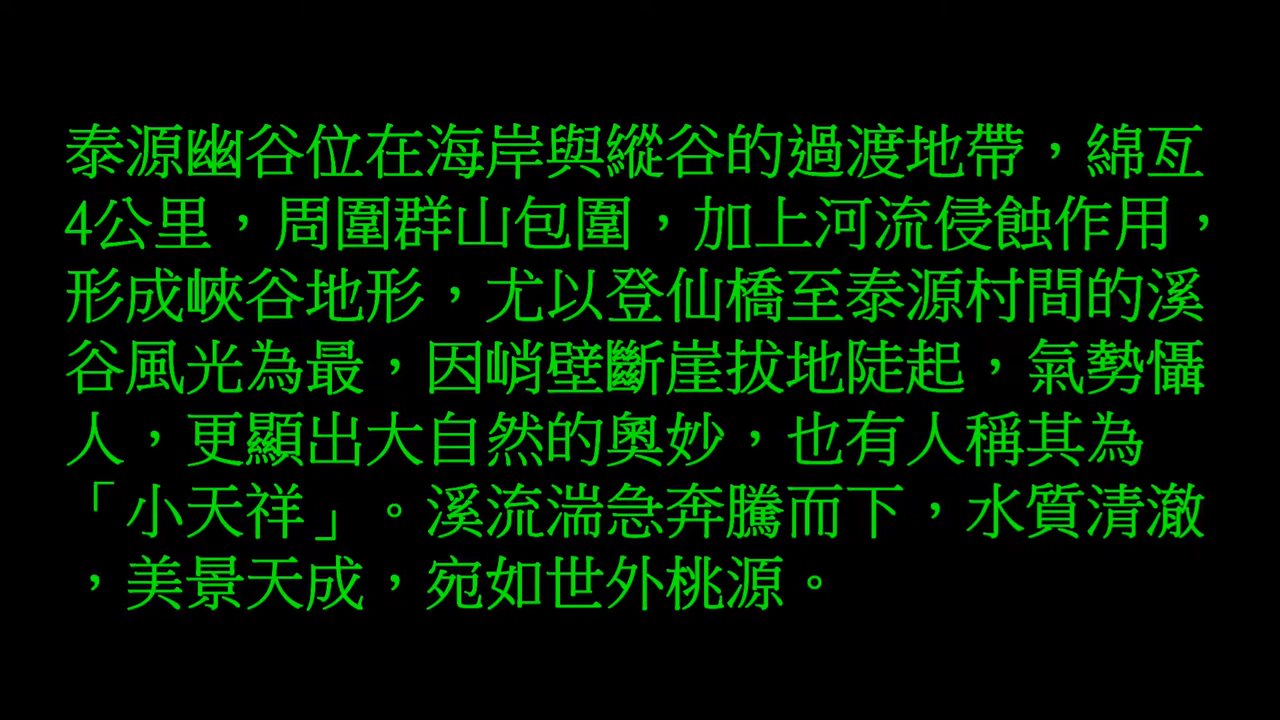 泰源幽谷位在海岸與縱谷的過渡地帶，綿亙
4公里，周圍群山包圍，加上河流侵蝕作用，
形成峽谷地形，尤以登仙橋至泰源村間的溪
谷風光為最，因峭壁斷崖拔地陡起，氣勢懾
人，更顯出大自然的奧妙，也有人稱其為
「小天祥」。溪流湍急奔騰而下，水質清澈
，美景天成，宛如世外桃源。